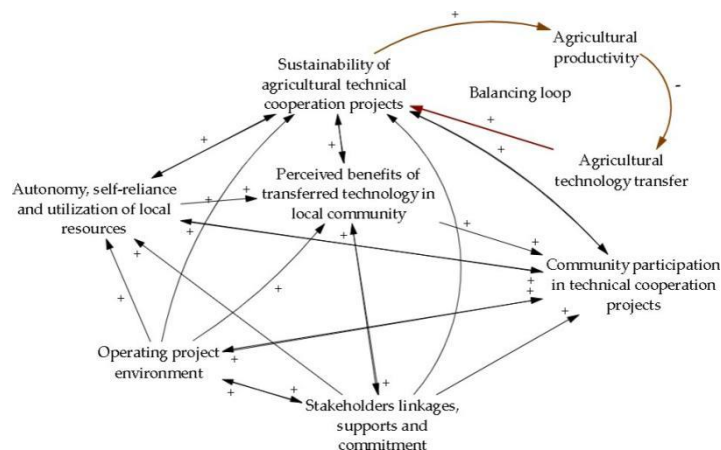 +
Sustainability of
agricultural technical
cooperation projects
Agricultural
productivity
-
Balancing loop
+
+
+
+
Agricultural
technology transfer
Perceived benefits of
transferred technology in
local community
Autonomy, self-reliance
and utilization of local
resources
+
+
+
+
+
+
+
Community participation
in technical cooperation
projects
+
+
+
+
+
Operating project
environment
+
+
+
+
Stakeholders linkages,
supports and
commitment